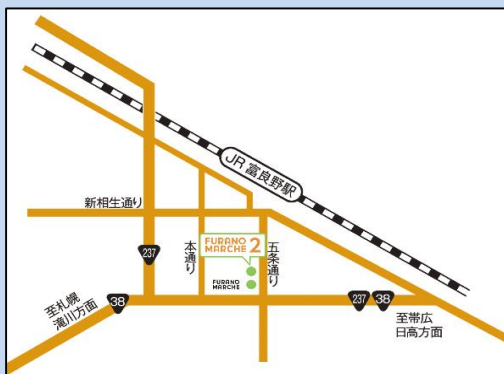 JR富良野駅
新相生通り
FURANO
MARCHE 2
本通り
五条通り
237
FURANO
MARCHE
至札幌
滝川方面
38
237
38
至帯広
日高方面